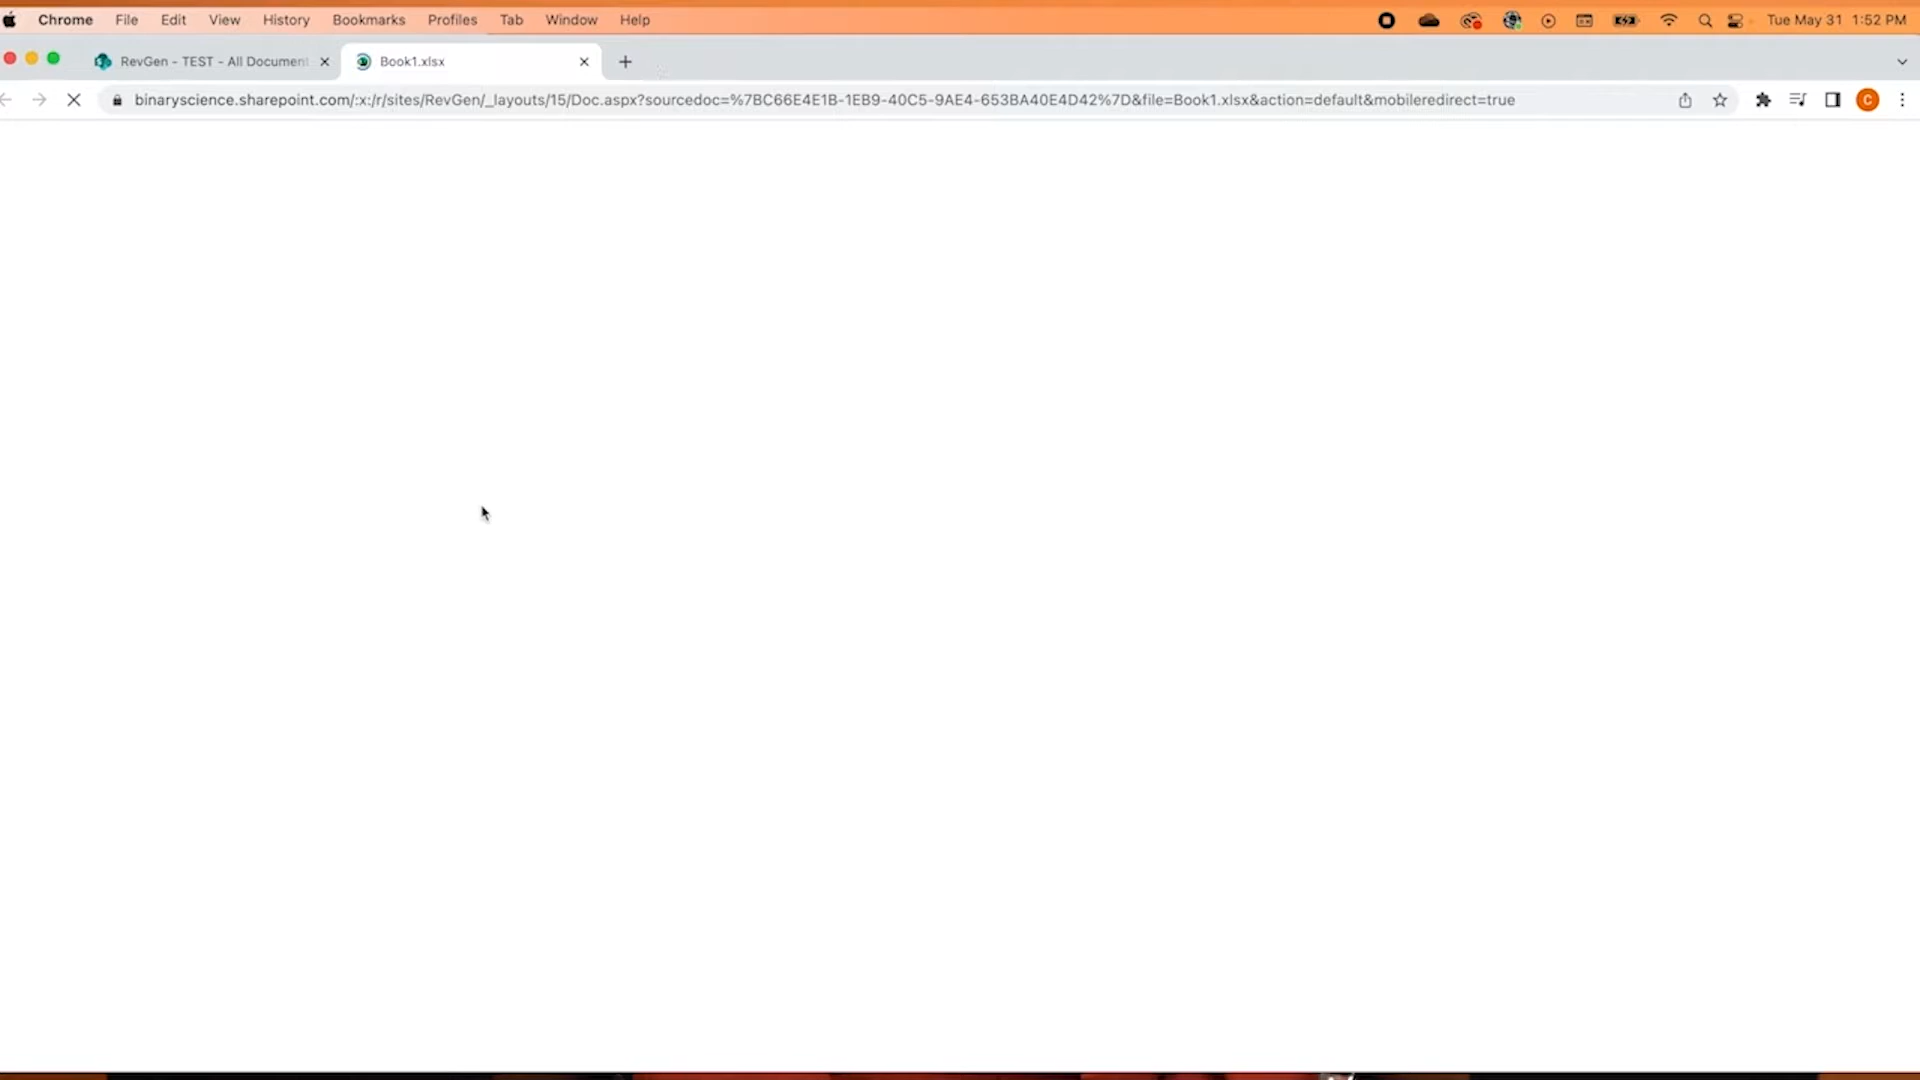 Chrome File Edit View History Bookmarks Profiles Tab Window Help Tue May 31 1:52 PM
RevGen - TEST - All Document Book1.xlsx
binaryscience.sharepoint.com/:x:/r/sites/RevGen/_layouts/15/Doc.aspx?sourcedoc=%7BC66E4E1B-1EB9-40C5-9AE4-653BA40E4D42%7D&file=Book1.xlsx&action=default&mobileredirect=true C